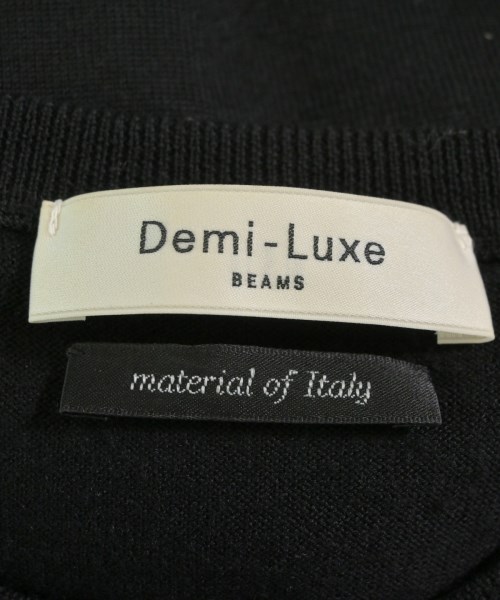 Demi-Luxe
BEAMS
material of Italy